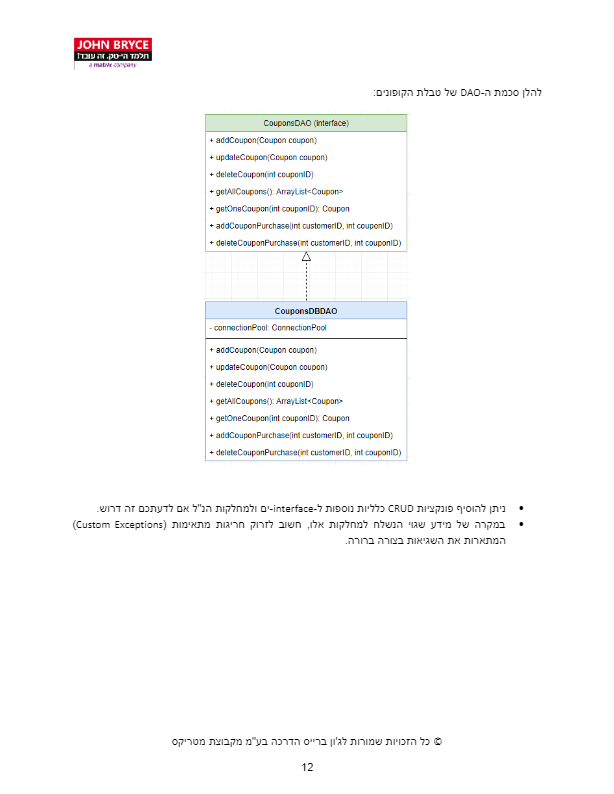 JOHN BRYCE
תלמד היי-טק. זה עובד!
a matrix company
להלן סכמת ה-DAO של טבלת הקופונים:
CouponsDAO (interface)
+ addCoupon(Coupon coupon)
+ updateCoupon(Coupon coupon)
+ deleteCoupon(int couponID)
+ getAllCoupons(): ArrayList<Coupon>
+ getOneCoupon(int couponID): Coupon
+ addCouponPurchase(int customerID, int couponID)
+ deleteCouponPurchase(int customerID, int couponID)
CouponsDBDAO
- connectionPool: ConnectionPool
+ addCoupon(Coupon coupon)
+ updateCoupon(Coupon coupon)
+ deleteCoupon(int couponID)
+ getAllCoupons(): ArrayList<Coupon>
+ getOneCoupon(int couponID): Coupon
+ addCouponPurchase(int customerID, int couponID)
+ deleteCouponPurchase(int customerID, int couponID)
• ניתן להוסיף פונקציות CRUD כלליות נוספות ל-interface-ים ולמחלקות הנ"ל אם לדעתכם זה דרוש.
• במקרה של מידע שגוי הנשלח למחלקות אלו, חשוב לזרוק חריגות מתאימות (Custom Exceptions)
המתארות את השגיאות בצורה ברורה.
© כל הזכויות שמורות לג'ון ברייס הדרכה בע"מ מקבוצת מטריקס
12